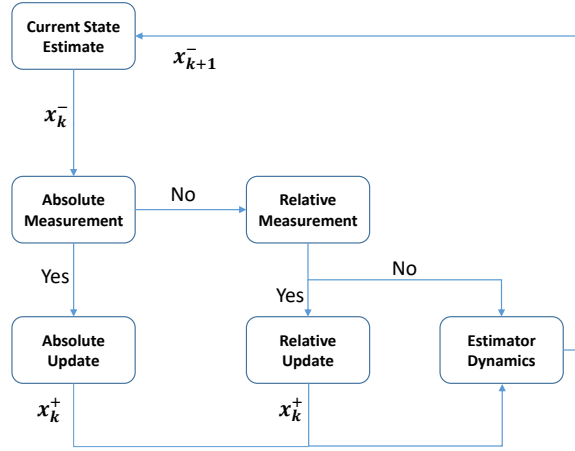 Current State
Estimate
x_{k+1}^-
x_k^-
Absolute
Measurement
No
Relative
Measurement
Yes
Yes
No
Absolute
Update
Relative
Update
Estimator
Dynamics
x_k^+
x_k^+